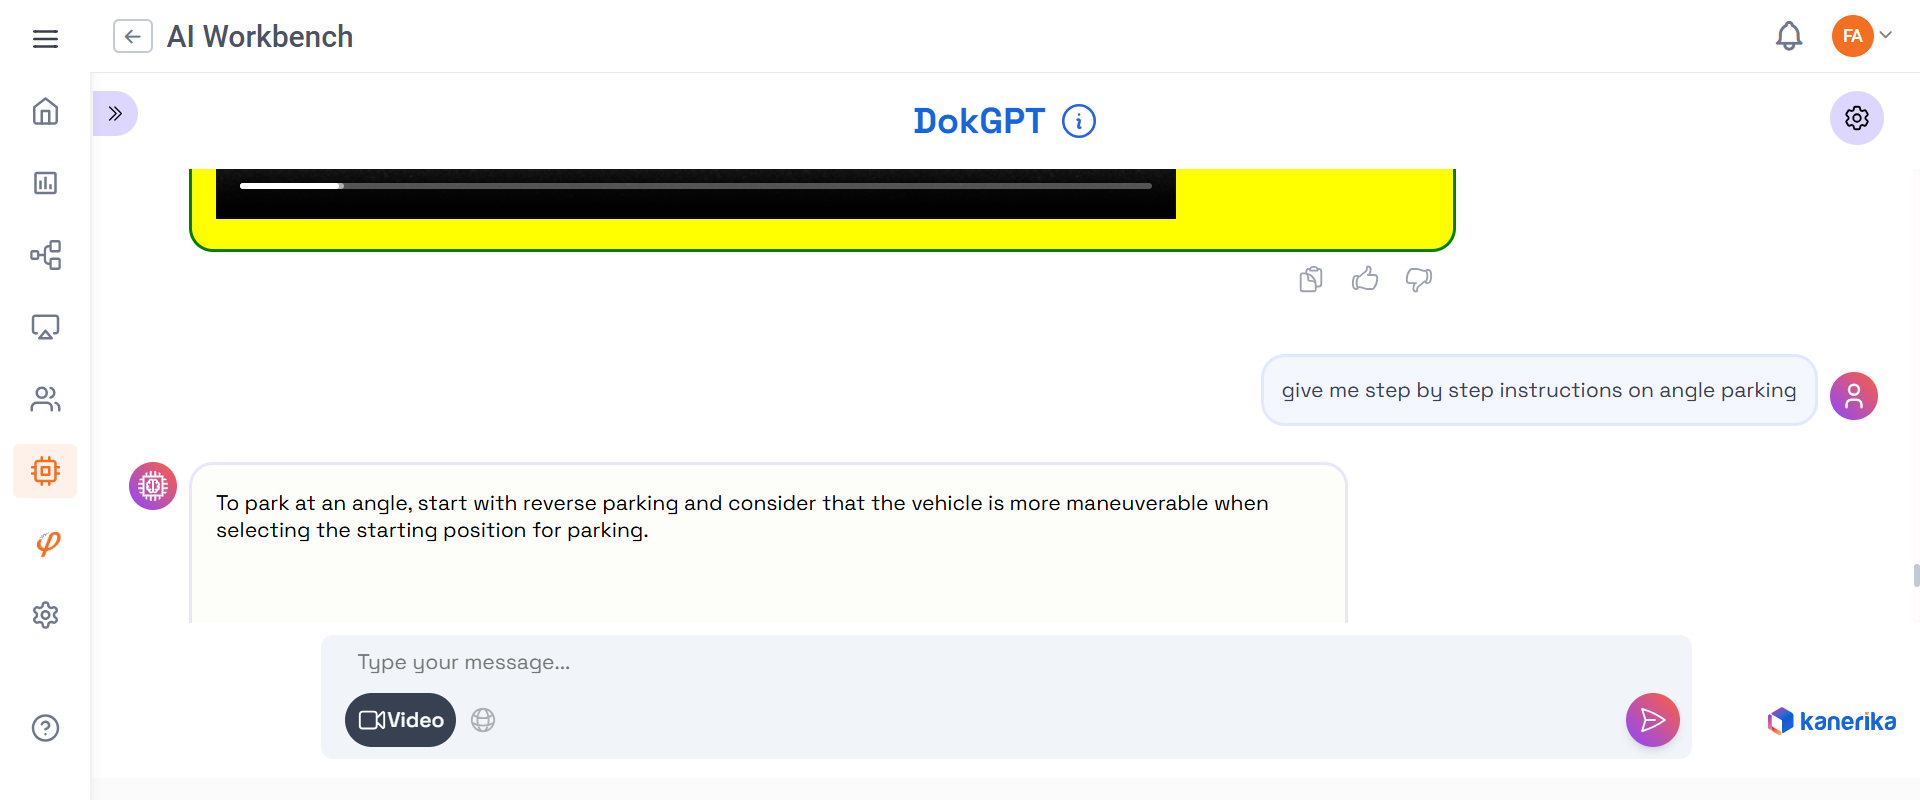 AI Workbench
FA
DokGPT
give me step by step instructions on angle parking
To park at an angle, start with reverse parking and consider that the vehicle is more maneuverable when
selecting the starting position for parking.
Type your message...
Video
kanerika